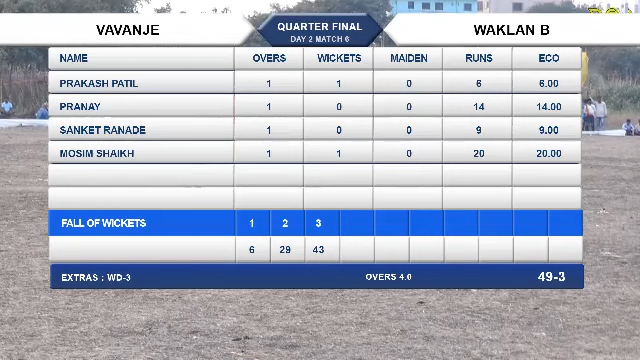 VAVANJE
QUARTER FINAL
DAY 2 MATCH 6
WAKLAN B
NAME OVERS WICKETS MAIDEN RUNS ECO
PRAKASH PATIL 1 1 0 6 6.00
PRANAY 1 0 0 14 14.00
SANKET RANADE 1 0 0 9 9.00
MOSIM SHAIKH 1 1 0 20 20.00
FALL OF WICKETS 1 2 3
6 29 43
EXTRAS : WD-3 OVERS 4.0 49-3